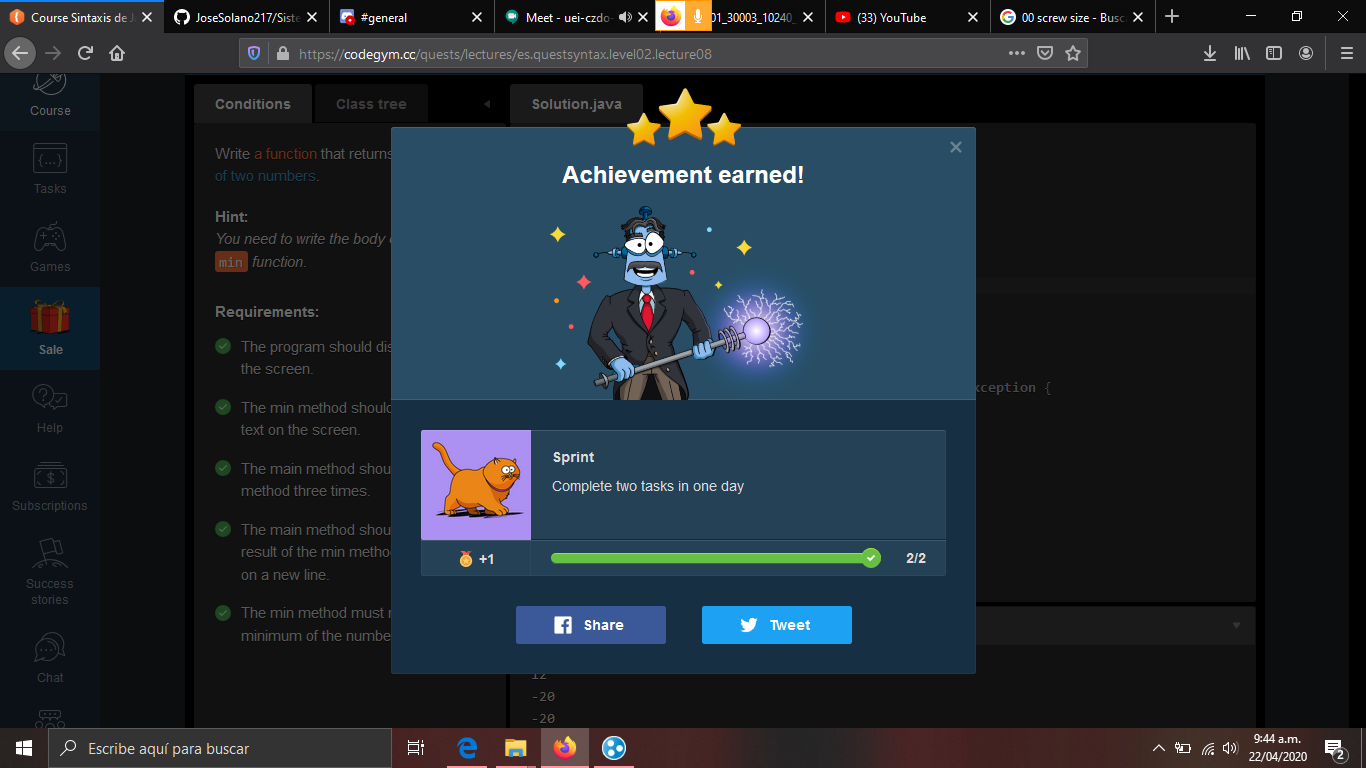 Course Sintaxis de Ja
JoseSolano217/Siste
#general
Meet - uei-czdo-
01_30003_10240_
(33) YouTube
00 screw size - Busc
https://codegym.cc/quests/lectures/es.questsyntax.level02.lecture08
Course
Tasks
Games
Sale
Help
Subscriptions
Success
stories
Chat
Conditions
Class tree
Solution.java
Write a function that returns
of two numbers.
Hint:
You need to write the body
min function.
Requirements:
The program should dis
the screen.
The min method should
text on the screen.
The main method shou
method three times.
The main method shou
result of the min metho
on a new line.
The min method must r
minimum of the numbe
xception {
12
-20
-20
Achievement earned!
Sprint
Complete two tasks in one day
+1
2/2
Share
Tweet
Escribe aquí para buscar
9:44 a.m.
22/04/2020
2